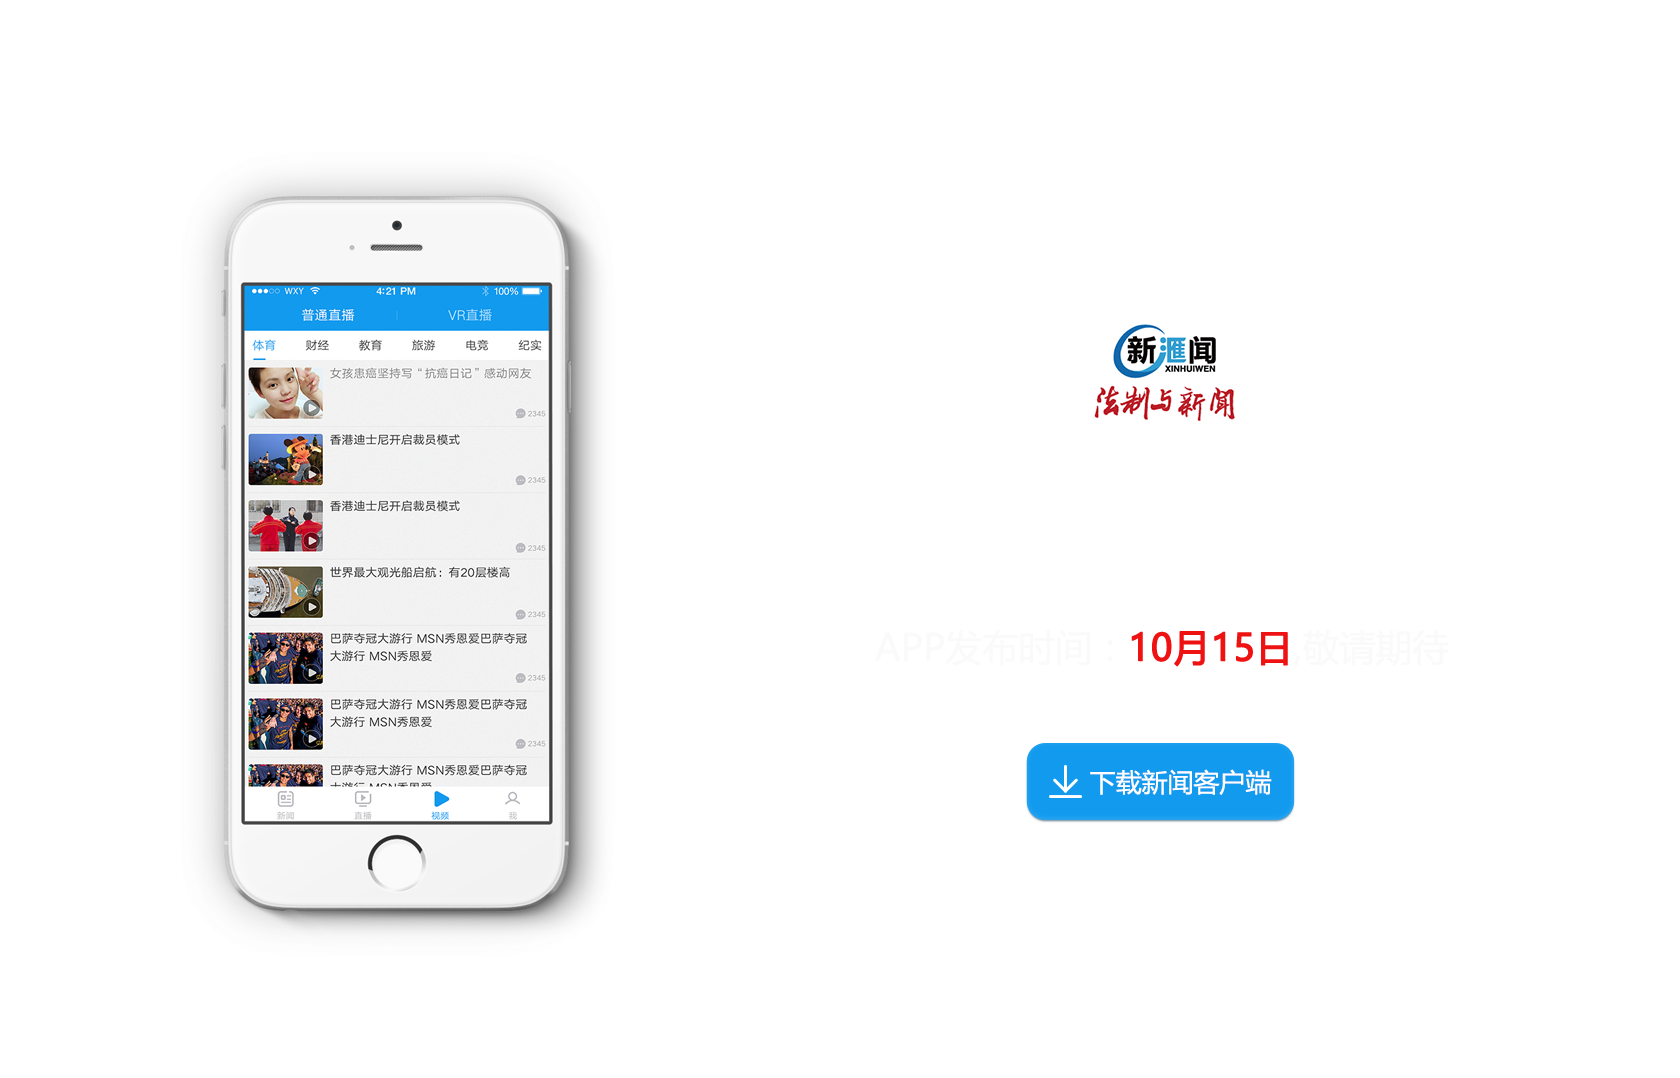 WXY
4:21 PM
100%
普通直播
VR直播
体育 财经 教育 旅游 电竞 纪实
女孩患癌坚持写“抗癌日记”感动网友
2345
香港迪士尼开启裁员模式
2345
香港迪士尼开启裁员模式
2345
世界最大观光船启航：有20层楼高
2345
巴萨夺冠大游行 MSN秀恩爱巴萨夺冠
大游行 MSN秀恩爱
2345
巴萨夺冠大游行 MSN秀恩爱巴萨夺冠
大游行 MSN秀恩爱
2345
巴萨夺冠大游行 MSN秀恩爱巴萨夺冠
大游行 MSN秀恩爱
新闻 直播 视频 我
新滙闻
XINHUIWEN
法制与新闻
APP发布时间：10月15日,敬请期待
下载新闻客户端